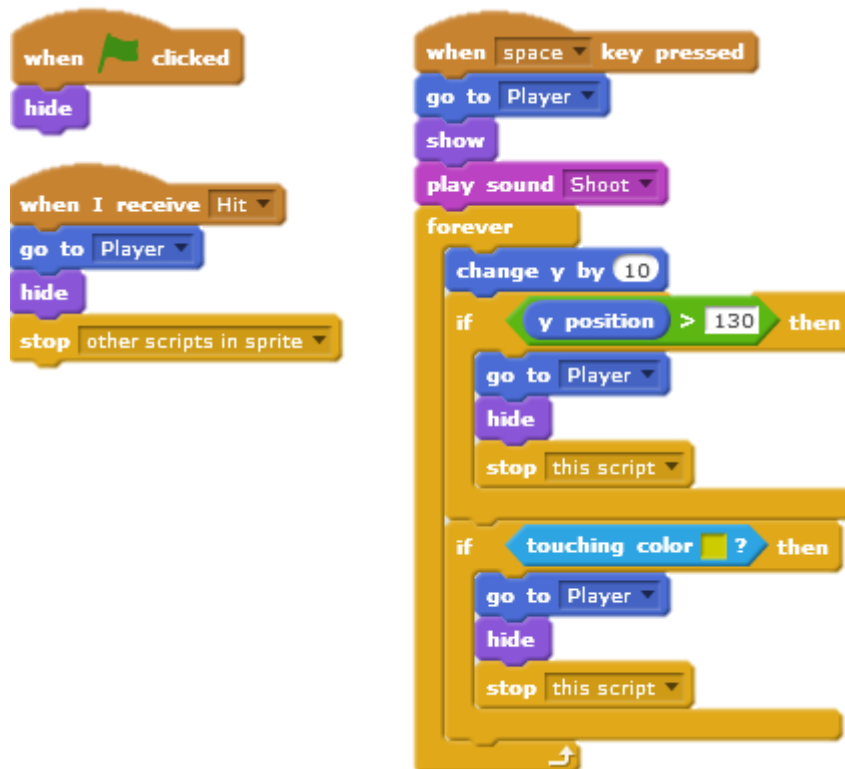 when clicked
hide
when I receive Hit
go to Player
hide
stop other scripts in sprite
when space key pressed
go to Player
show
play sound Shoot
forever
change y by 10
if y position > 130 then
go to Player
hide
stop this script
if touching color ? then
go to Player
hide
stop this script